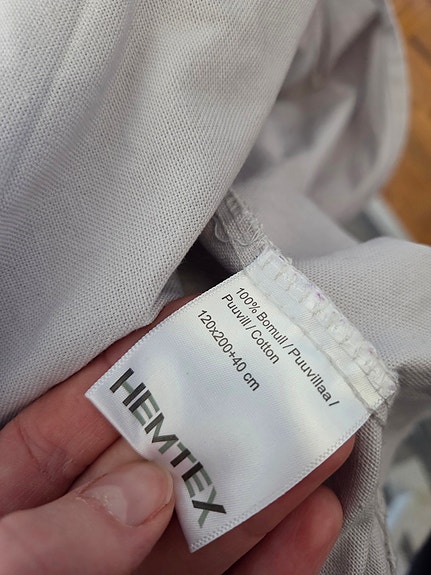 100% Bomull / Puuvillaa /
Puuvill / Cotton
120x200+40 cm
HEMTEX